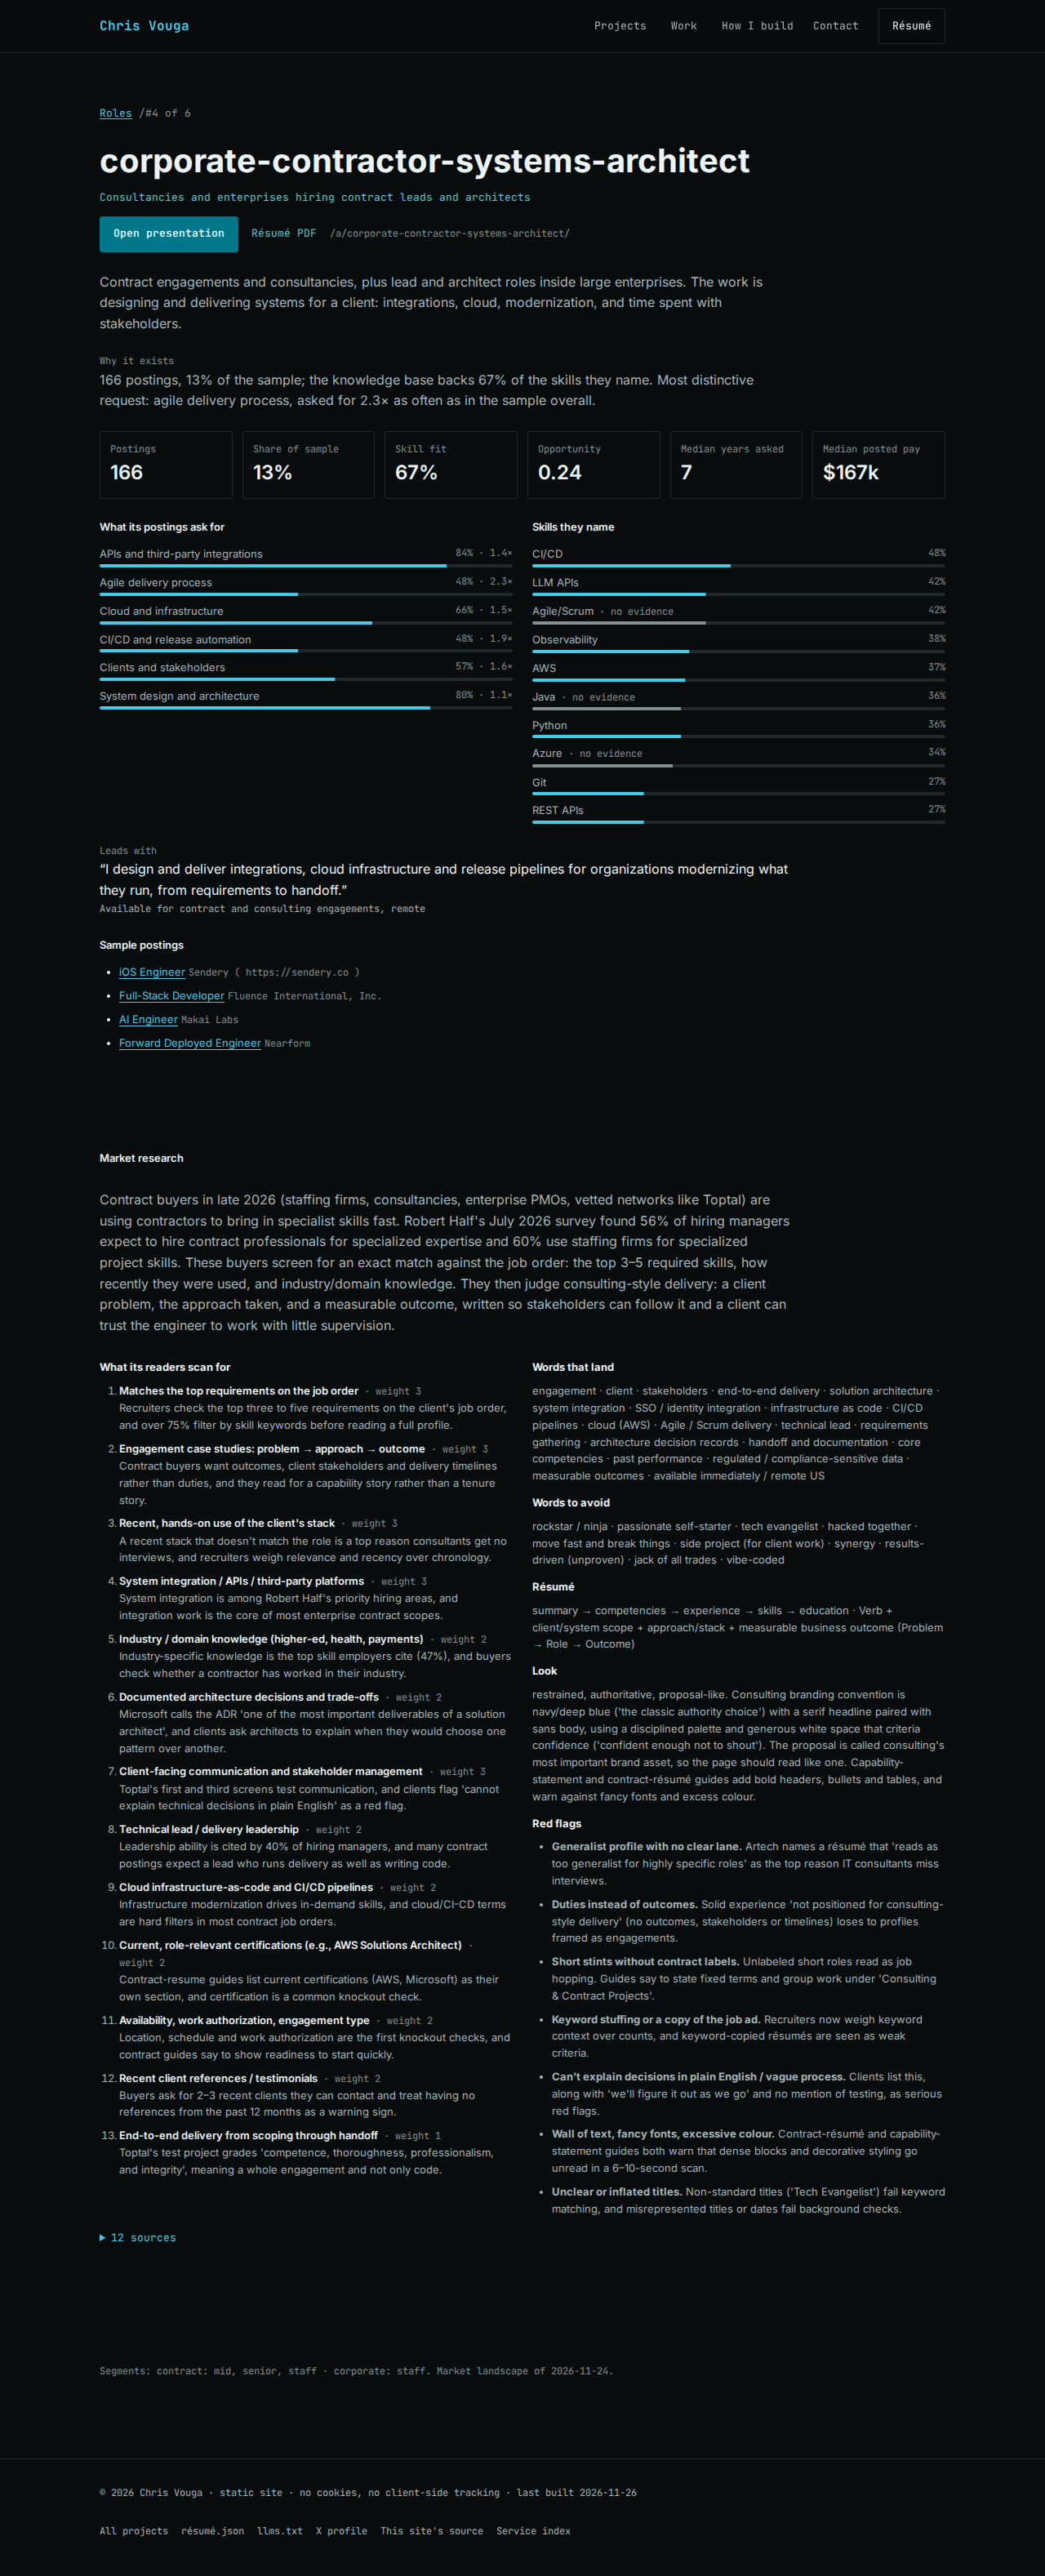 Chris Vouga
Projects Work How I build Contact Résumé
Roles /#4 of 6
corporate-contractor-systems-architect
Consultancies and enterprises hiring contract leads and architects
Open presentation Résumé PDF /a/corporate-contractor-systems-architect/
Contract engagements and consultancies, plus lead and architect roles inside large enterprises. The work is
designing and delivering systems for a client: integrations, cloud, modernization, and time spent with
stakeholders.
Why it exists
166 postings, 13% of the sample; the knowledge base backs 67% of the skills they name. Most distinctive
request: agile delivery process, asked for 2.3× as often as in the sample overall.
Postings
166
Share of sample
13%
Skill fit
67%
Opportunity
0.24
Median years asked
7
Median posted pay
$167k
What its postings ask for
APIs and third-party integrations 84% · 1.4×
Agile delivery process 48% · 2.3×
Cloud and infrastructure 66% · 1.5×
CI/CD and release automation 48% · 1.9×
Clients and stakeholders 57% · 1.6×
System design and architecture 80% · 1.1×
Skills they name
CI/CD 48%
LLM APIs 42%
Agile/Scrum · no evidence 42%
Observability 38%
AWS 37%
Java · no evidence 36%
Python 36%
Azure · no evidence 34%
Git 27%
REST APIs 27%
Leads with
“I design and deliver integrations, cloud infrastructure and release pipelines for organizations modernizing what
they run, from requirements to handoff.”
Available for contract and consulting engagements, remote
Sample postings
• iOS Engineer Sendery ( https://sendery.co )
• Full-Stack Developer Fluence International, Inc.
• AI Engineer Makai Labs
• Forward Deployed Engineer Nearform
Market research
Contract buyers in late 2026 (staffing firms, consultancies, enterprise PMOs, vetted networks like Toptal) are
using contractors to bring in specialist skills fast. Robert Half's July 2026 survey found 56% of hiring managers
expect to hire contract professionals for specialized expertise and 60% use staffing firms for specialized
project skills. These buyers screen for an exact match against the job order: the top 3–5 required skills, how
recently they were used, and industry/domain knowledge. They then judge consulting-style delivery: a client
problem, the approach taken, and a measurable outcome, written so stakeholders can follow it and a client can
trust the engineer to work with little supervision.
What its readers scan for
1. Matches the top requirements on the job order · weight 3
Recruiters check the top three to five requirements on the client's job order,
and over 75% filter by skill keywords before reading a full profile.
2. Engagement case studies: problem → approach → outcome · weight 3
Contract buyers want outcomes, client stakeholders and delivery timelines
rather than duties, and they read for a capability story rather than a tenure
story.
3. Recent, hands-on use of the client's stack · weight 3
A recent stack that doesn't match the role is a top reason consultants get no
interviews, and recruiters weigh relevance and recency over chronology.
4. System integration / APIs / third-party platforms · weight 3
System integration is among Robert Half's priority hiring areas, and
integration work is the core of most enterprise contract scopes.
5. Industry / domain knowledge (higher-ed, health, payments) · weight 2
Industry-specific knowledge is the top skill employers cite (47%), and buyers
check whether a contractor has worked in their industry.
6. Documented architecture decisions and trade-offs · weight 2
Microsoft calls the ADR 'one of the most important deliverables of a solution
architect', and clients ask architects to explain when they would choose one
pattern over another.
7. Client-facing communication and stakeholder management · weight 3
Toptal's first and third screens test communication, and clients flag 'cannot
explain technical decisions in plain English' as a red flag.
8. Technical lead / delivery leadership · weight 2
Leadership ability is cited by 40% of hiring managers, and many contract
postings expect a lead who runs delivery as well as writing code.
9. Cloud infrastructure-as-code and CI/CD pipelines · weight 2
Infrastructure modernization drives in-demand skills, and cloud/CI-CD terms
are hard filters in most contract job orders.
10. Current, role-relevant certifications (e.g., AWS Solutions Architect) ·
weight 2
Contract-resume guides list current certifications (AWS, Microsoft) as their
own section, and certification is a common knockout check.
11. Availability, work authorization, engagement type · weight 2
Location, schedule and work authorization are the first knockout checks, and
contract guides say to show readiness to start quickly.
12. Recent client references / testimonials · weight 2
Buyers ask for 2–3 recent clients they can contact and treat having no
references from the past 12 months as a warning sign.
13. End-to-end delivery from scoping through handoff · weight 1
Toptal's test project grades 'competence, thoroughness, professionalism,
and integrity', meaning a whole engagement and not only code.
Words that land
engagement · client · stakeholders · end-to-end delivery · solution architecture ·
system integration · SSO / identity integration · infrastructure as code · CI/CD
pipelines · cloud (AWS) · Agile / Scrum delivery · technical lead · requirements
gathering · architecture decision records · handoff and documentation · core
competencies · past performance · regulated / compliance-sensitive data ·
measurable outcomes · available immediately / remote US
Words to avoid
rockstar / ninja · passionate self-starter · tech evangelist · hacked together ·
move fast and break things · side project (for client work) · synergy · results-
driven (unproven) · jack of all trades · vibe-coded
Résumé
summary → competencies → experience → skills → education · Verb +
client/system scope + approach/stack + measurable business outcome (Problem
→ Role → Outcome)
Look
restrained, authoritative, proposal-like. Consulting branding convention is
navy/deep blue ('the classic authority choice') with a serif headline paired with
sans body, using a disciplined palette and generous white space that criteria
confidence ('confident enough not to shout'). The proposal is called consulting's
most important brand asset, so the page should read like one. Capability-
statement and contract-résumé guides add bold headers, bullets and tables, and
warn against fancy fonts and excess colour.
Red flags
• Generalist profile with no clear lane. Artech names a résumé that 'reads as
too generalist for highly specific roles' as the top reason IT consultants miss
interviews.
• Duties instead of outcomes. Solid experience 'not positioned for consulting-
style delivery' (no outcomes, stakeholders or timelines) loses to profiles
framed as engagements.
• Short stints without contract labels. Unlabeled short roles read as job
hopping. Guides say to state fixed terms and group work under 'Consulting
& Contract Projects'.
• Keyword stuffing or a copy of the job ad. Recruiters now weigh keyword
context over counts, and keyword-copied résumés are seen as weak
criteria.
• Can't explain decisions in plain English / vague process. Clients list this,
along with 'we'll figure it out as we go' and no mention of testing, as serious
red flags.
• Wall of text, fancy fonts, excessive colour. Contract-résumé and capability-
statement guides both warn that dense blocks and decorative styling go
unread in a 6–10-second scan.
• Unclear or inflated titles. Non-standard titles ('Tech Evangelist') fail keyword
matching, and misrepresented titles or dates fail background checks.
▶ 12 sources
Segments: contract: mid, senior, staff · corporate: staff. Market landscape of 2026-11-24.
© 2026 Chris Vouga · static site · no cookies, no client-side tracking · last built 2026-11-26
All projects résumé.json llms.txt X profile This site's source Service index